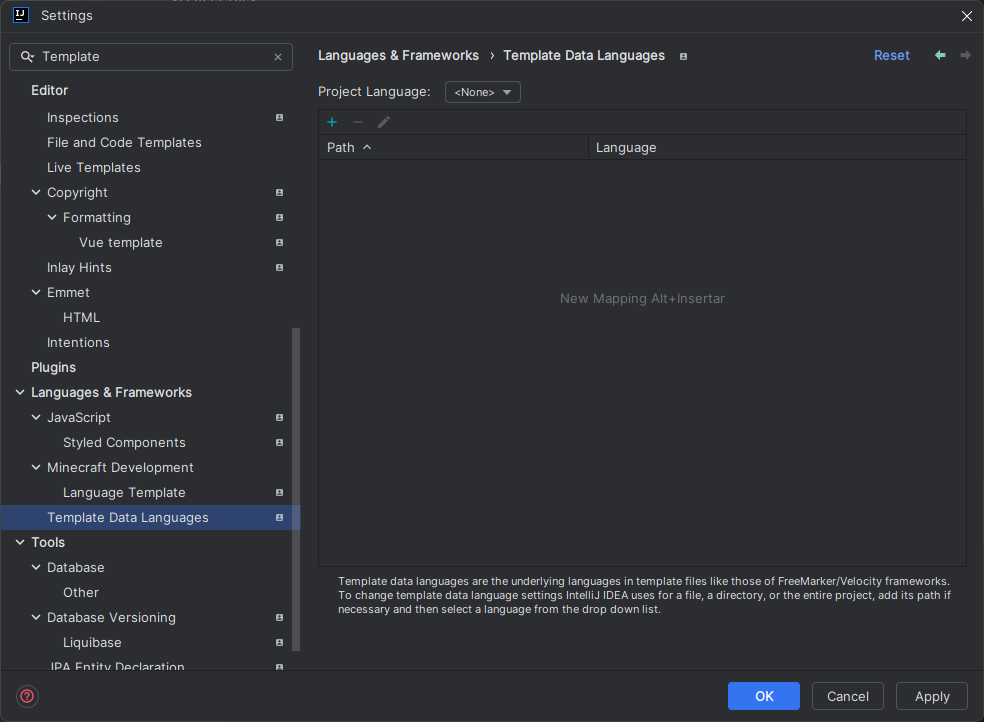 IJ
Settings
Template
Languages & Frameworks › Template Data Languages
Reset
Editor
Inspections
File and Code Templates
Live Templates
Copyright
Formatting
Vue template
Inlay Hints
Emmet
HTML
Intentions
Plugins
Languages & Frameworks
JavaScript
Styled Components
Minecraft Development
Language Template
Template Data Languages
Tools
Database
Other
Database Versioning
Liquibase
JPA Entity Declaration
Project Language: <None>
Path Language
New Mapping Alt+Insertar
Template data languages are the underlying languages in template files like those of FreeMarker/Velocity frameworks.
To change template data language settings IntelliJ IDEA uses for a file, a directory, or the entire project, add its path if
necessary and then select a language from the drop down list.
?
OK Cancel Apply